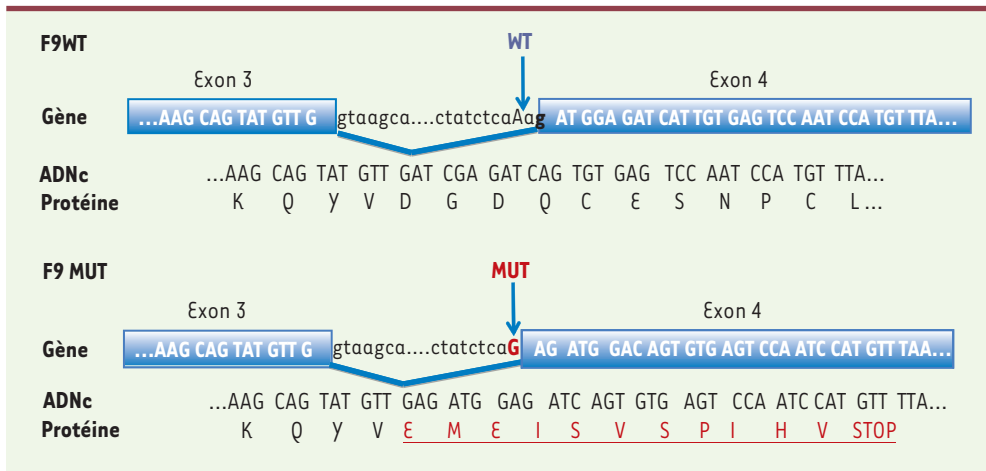 F9WT
WT
Exon 3
Exon 4
Gène
...AAG CAG TAT GTT G
gtaagca....ctatctcaAag
AT GGA GAT CAT TGT GAG TCC AAT CCA TGT TTA...
ADNc
...AAG CAG TAT GTT GAT CGA GAT CAG TGT GAG TCC AAT CCA TGT TTA...
Protéine
K Q Y V D G D Q C E S N P C L...
F9 MUT
MUT
Exon 3
Exon 4
Gène
...AAG CAG TAT GTT G
gtaagca....ctatctcaG
AG ATG GAC AGT GTG AGT CCA ATC CAT GTT TAA...
ADNc
...AAG CAG TAT GTT GAG ATG GAG ATC AGT GTG AGT CCA ATC CAT GTT TTA...
Protéine
K Q Y V E M E I S V S P I H V STOP